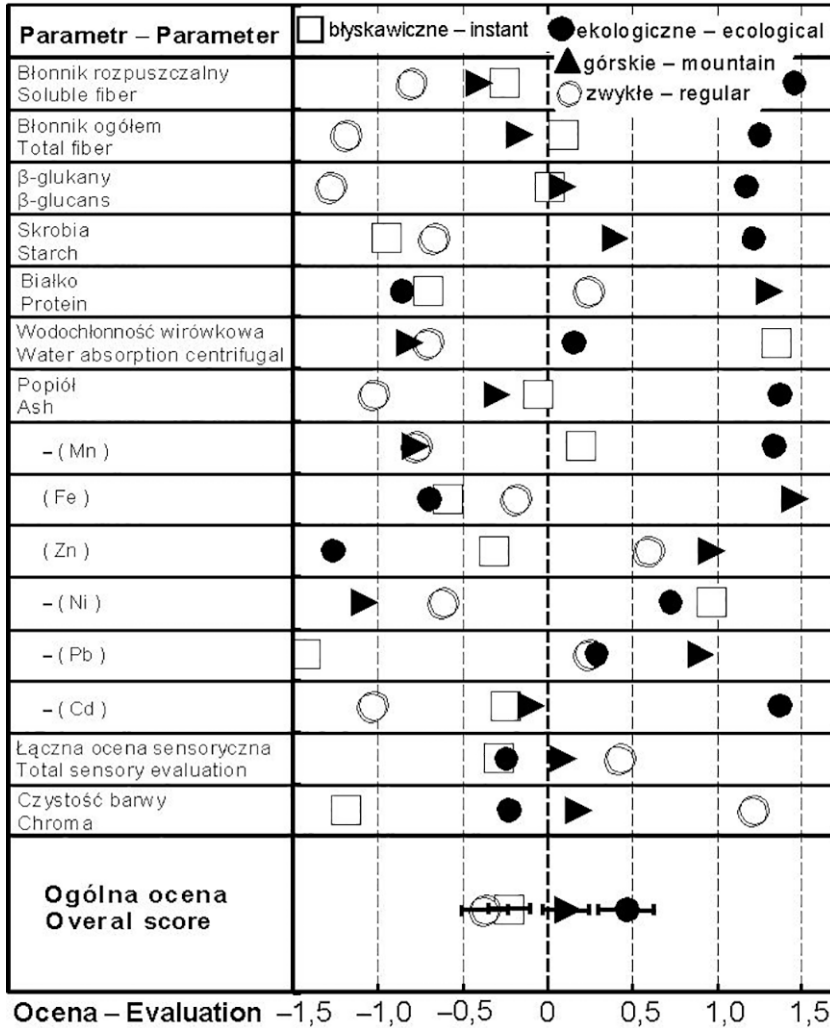 Parametr – Parameter
błyskawiczne – instant
ekologiczne – ecological
górskie – mountain
zwykłe – regular
Błonnik rozpuszczalny
Soluble fiber
Błonnik ogółem
Total fiber
β-glukany
β-glucans
Skrobia
Starch
Białko
Protein
Wodochłonność wirówkowa
Water absorption centrifugal
Popiół
Ash
– ( Mn )
( Fe )
( Zn )
– ( Ni )
– ( Pb )
– ( Cd )
Łączna ocena sensoryczna
Total sensory evaluation
Czystość barwy
Chroma
Ogólna ocena
Overal score
Ocena – Evaluation –1,5 –1,0 –0,5 0 0,5 1,0 1,5